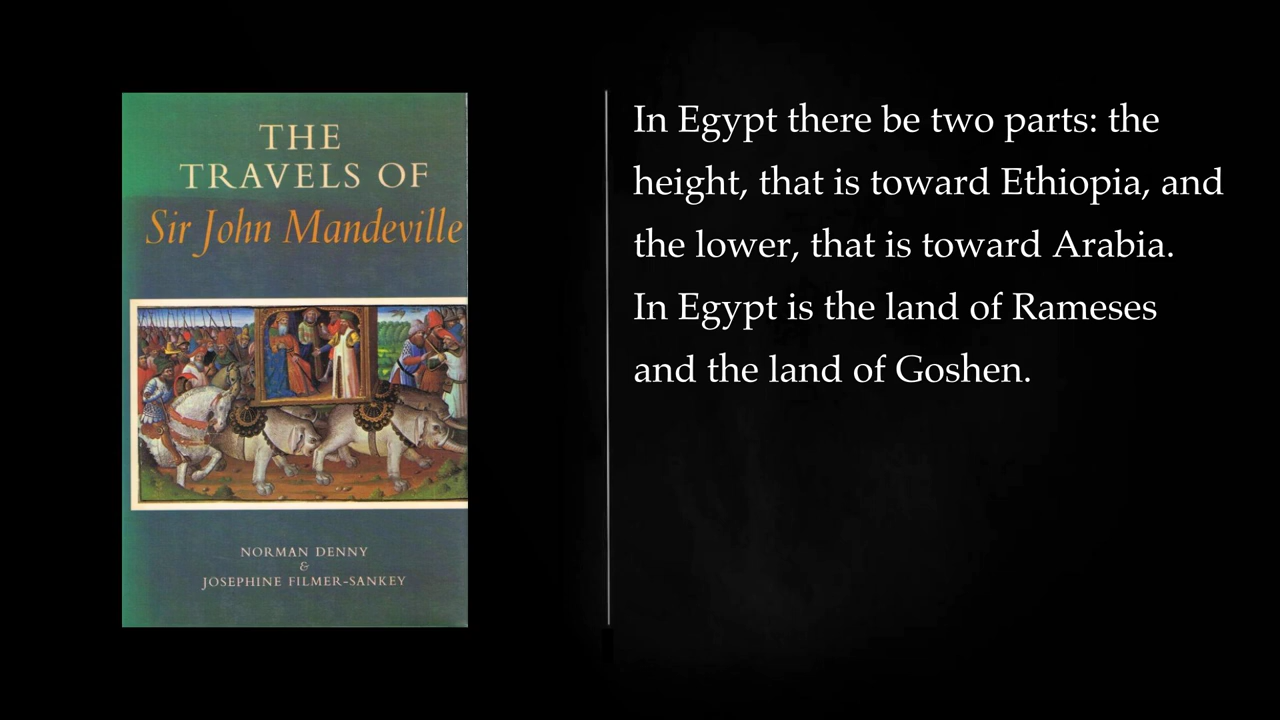 THE
TRAVELS OF
Sir John Mandeville
NORMAN DENNY
&
JOSEPHINE FILMER-SANKEY
In Egypt there be two parts: the
height, that is toward Ethiopia, and
the lower, that is toward Arabia.
In Egypt is the land of Rameses
and the land of Goshen.